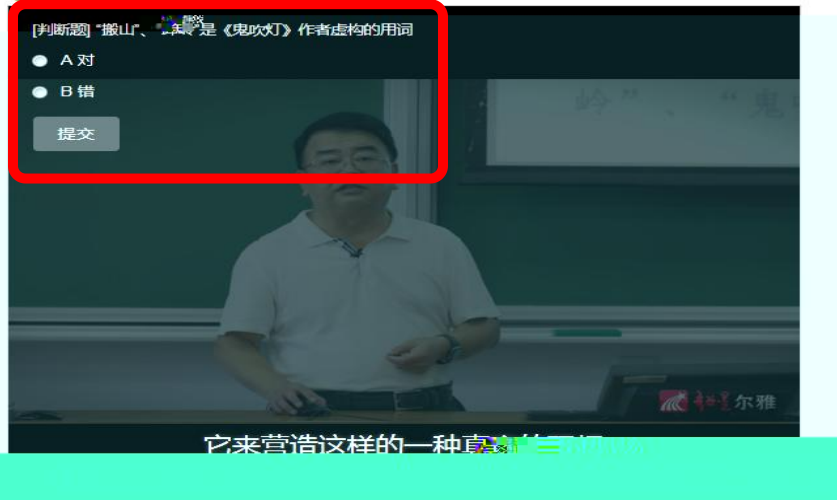 [判断题] “搬山”、 是《鬼吹灯》作者虚构的用词
A 对
B 错
提交
岭”、“鬼
尔雅
它来营造这样的一种真